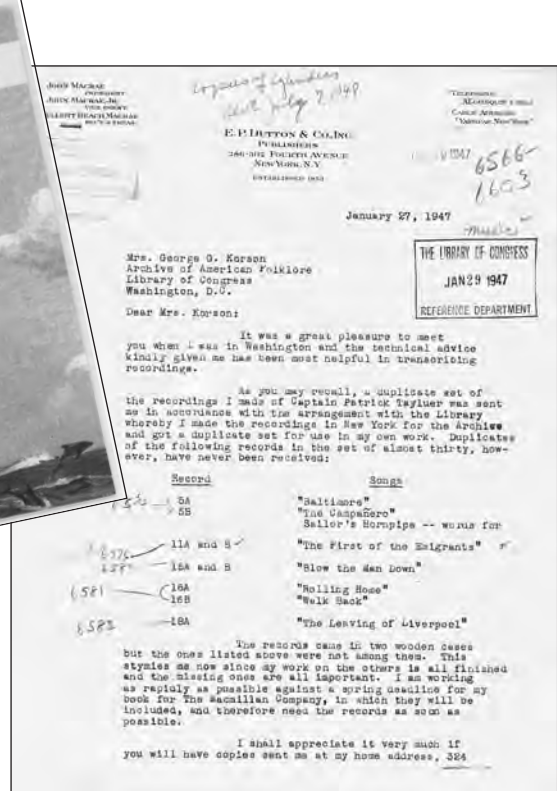 copies of cylinders
sent July 7, 1948.
JOHN MACRAE
PRESIDENT
JOHN MACRAE, JR.
VICE PRESIDENT
ELLIOTT BEACH MACRAE
TELEPHONE
CABLE ADDRESS
E. P. DUTTON & CO., INC.
PUBLISHERS
286-302 FOURTH AVENUE
NEW YORK, N.Y.
ESTABLISHED 1852
1947
6566-
1603
January 27, 1947
music
THE LIBRARY OF CONGRESS
JAN 29 1947
REFERENCE DEPARTMENT
Mrs. George G. Korson
Archive of American Folklore
Library of Congress
Washington, D.C.
Dear Mrs. Korson:
It was a great pleasure to meet
you when I was in Washington and the technical advice
kindly given me has been most helpful in transcribing
recordings.
As you may recall, a duplicate set of
the recordings I made of Captain Patrick Tayluer was sent
me in accordance with the arrangement with the Library
whereby I made the recordings in New York for the Archive
and got a duplicate set for use in my own work. Duplicates
of the following records in the set of almost thirty, how-
ever, have never been received:
Record Songs
5A "Baltimore"
5B "The Campañero"
Sailor's Hornpipe -- words for
6576 11A and B "The First of the Emigrants"
15A and B "Blow the Man Down"
6581 16A "Rolling Home"
16B "Walk Back"
6583 18A "The Leaving of Liverpool"
The records came in two wooden cases
but the ones listed above were not among them. This
stymies me now since my work on the others is all finished
and the missing ones are all important. I am working
as rapidly as possible against a spring deadline for my
book for The Macmillan Company, in which they will be
included, and therefore need the records as soon as
possible.
I shall appreciate it very much if
you will have copies sent me at my home address, 324